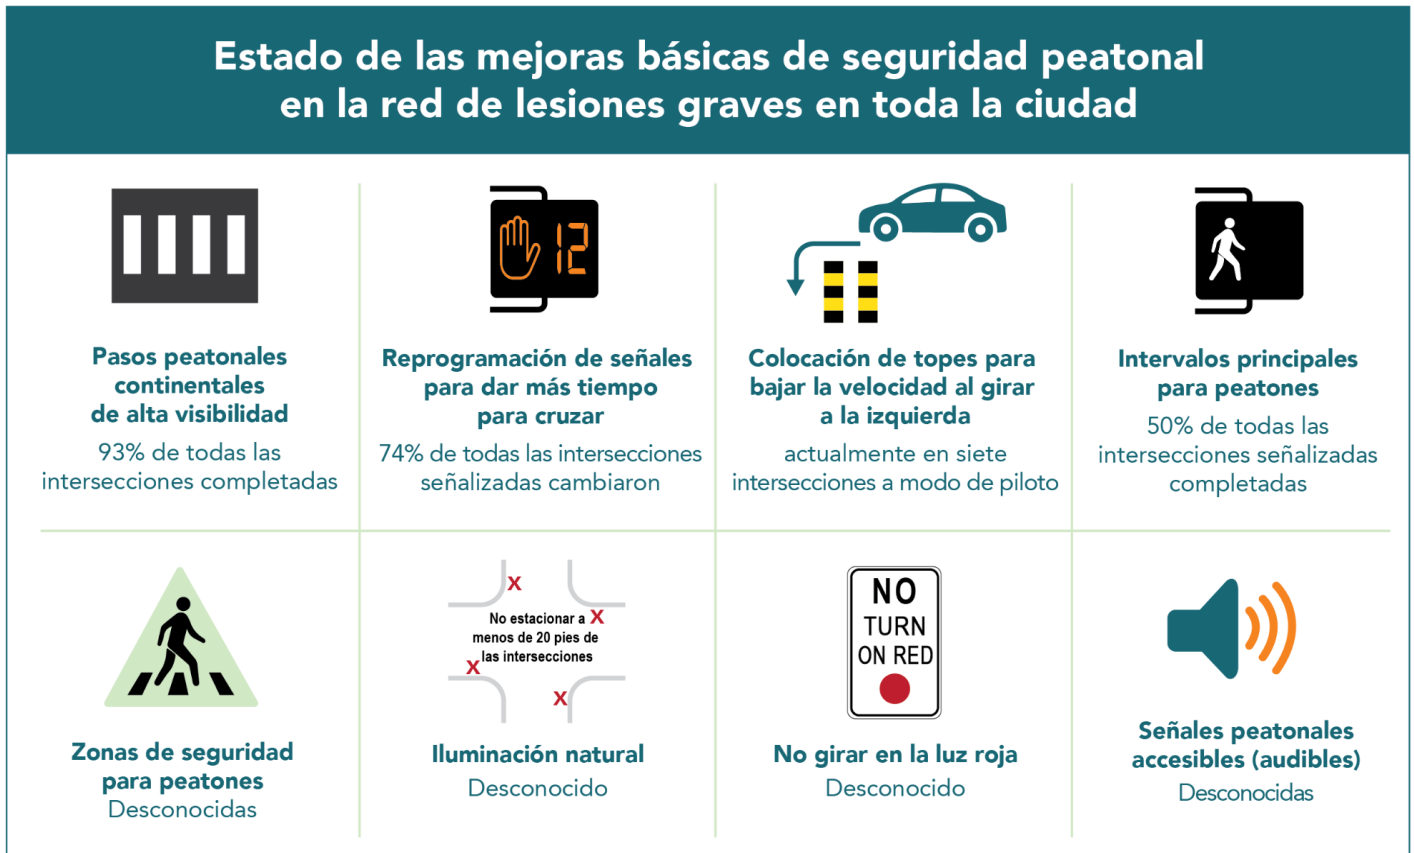 Estado de las mejoras básicas de seguridad peatonal
en la red de lesiones graves en toda la ciudad
12
Pasos peatonales
continentales
de alta visibilidad
93% de todas las
intersecciones completadas
Reprogramación de señales
para dar más tiempo
para cruzar
74% de todas las intersecciones
señalizadas cambiaron
Colocación de topes para
bajar la velocidad al girar
a la izquierda
actualmente en siete
intersecciones a modo de piloto
Intervalos principales
para peatones
50% de todas las
intersecciones señalizadas
completadas
Zonas de seguridad
para peatones
Desconocidas
X
No estacionar a X
menos de 20 pies de
X las intersecciones
X
Iluminación natural
Desconocido
NO
TURN
ON RED
No girar en la luz roja
Desconocido
Señales peatonales
accesibles (audibles)
Desconocidas